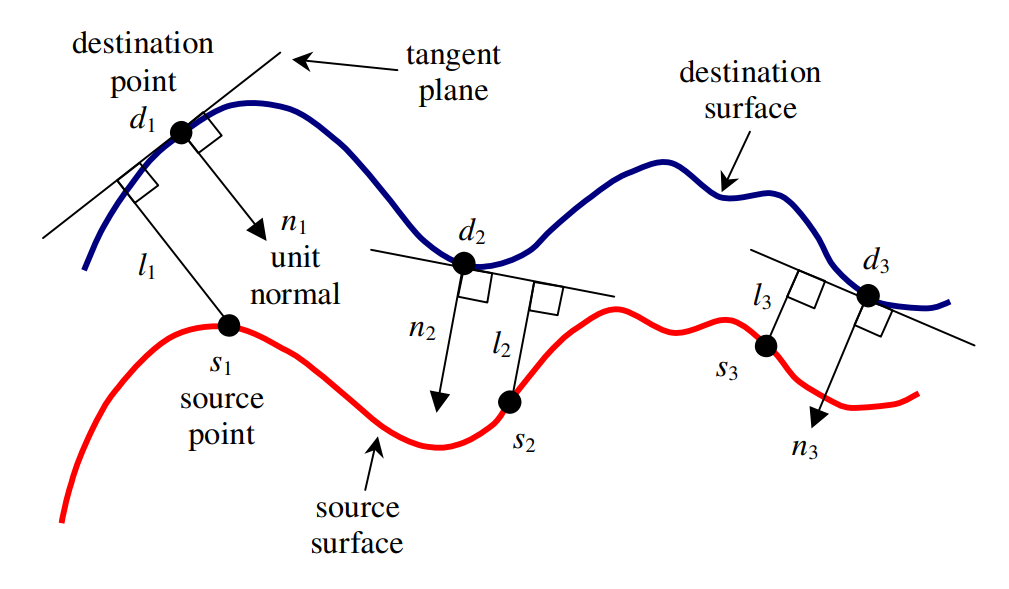 destination
point
d1
tangent
plane
destination
surface
n1
unit
normal
l1
s1
source
point
d2
n2
l2
s2
d3
l3
s3
n3
source
surface